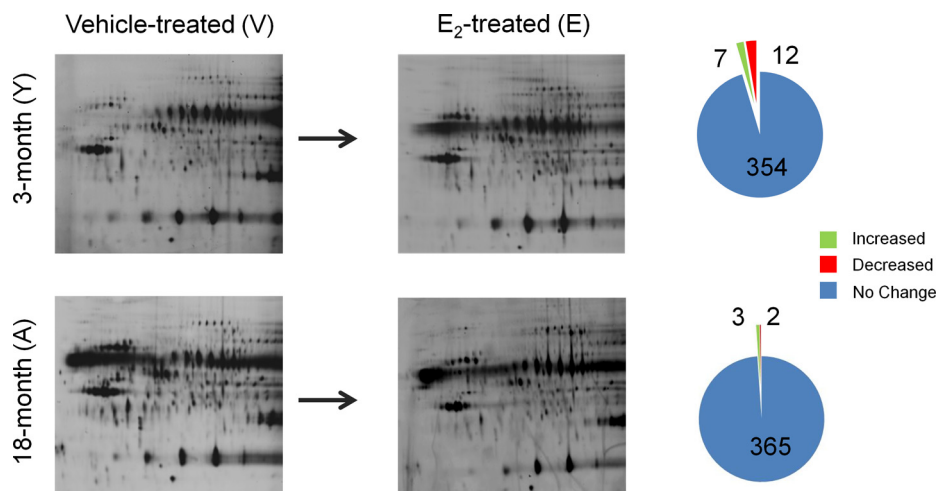 Vehicle-treated (V)
E₂-treated (E)
3-month (Y)
7
12
354
Increased
Decreased
No Change
18-month (A)
3
2
365